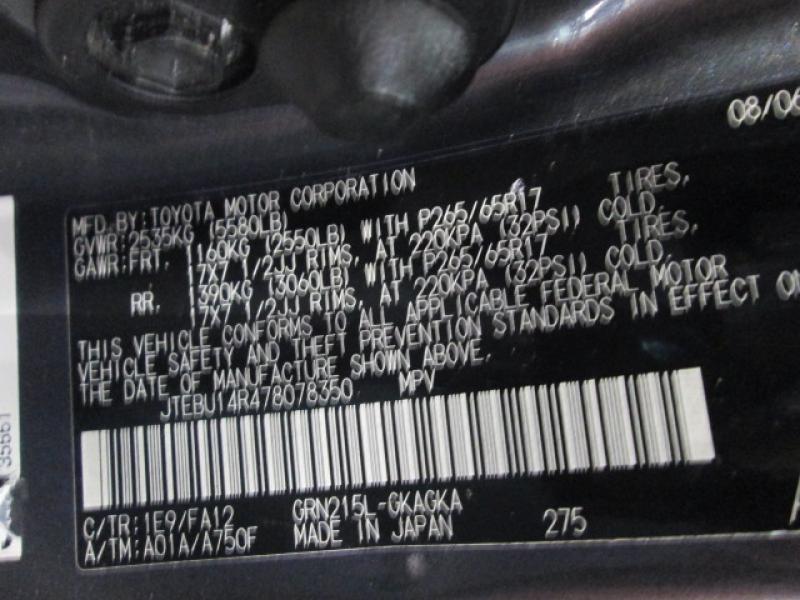 08/06
MFD. BY: TOYOTA MOTOR CORPORATION
GVWR: 2535KG (5580LB)
GAWR: FRT. 1160KG (2550LB) WITH P265/65R17 TIRES,
17X7 1/2JJ RIMS, AT 220KPA (32PSI) COLD.
RR. 1390KG (3060LB) WITH P265/65R17 TIRES,
17X7 1/2JJ RIMS, AT 220KPA (32PSI) COLD.
THIS VEHICLE CONFORMS TO ALL APPLICABLE FEDERAL MOTOR
VEHICLE SAFETY AND THEFT PREVENTION STANDARDS IN EFFECT ON
THE DATE OF MANUFACTURE SHOWN ABOVE.
JTEBU14R478078350 MPV
C/TR: 1E9/FA12 GRN215L-GKAGKA
A/TM: A01A/A750F MADE IN JAPAN 275